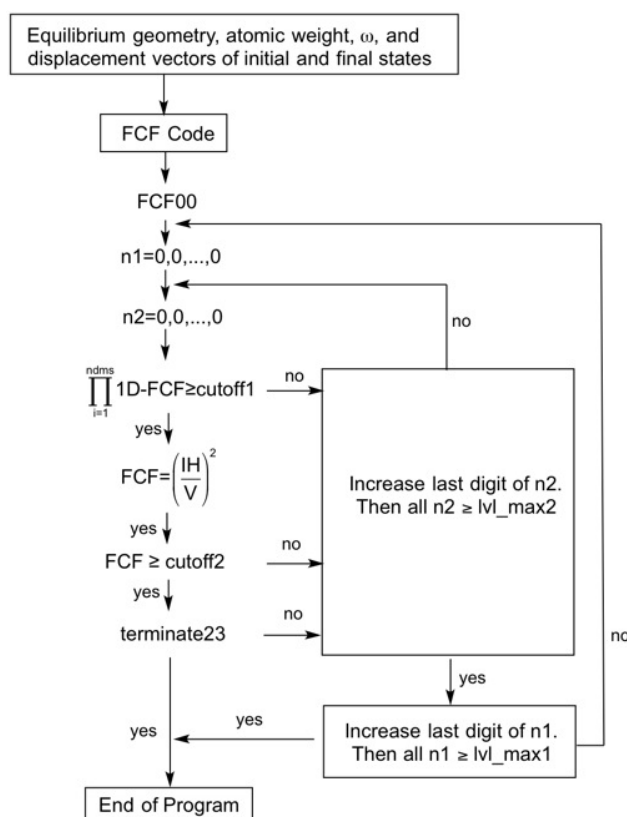 Equilibrium geometry, atomic weight, ω, and
displacement vectors of initial and final states
FCF Code
FCF00
n1=0,0,...,0
n2=0,0,...,0
no
ndms
∏ 1D-FCF≥cutoff1
i=1
no
yes
FCF=(IH/V)²
Increase last digit of n2.
Then all n2 ≥ lvl_max2
yes
FCF ≥ cutoff2
no
yes
terminate23
no
no
yes
yes
yes
Increase last digit of n1.
Then all n1 ≥ lvl_max1
End of Program